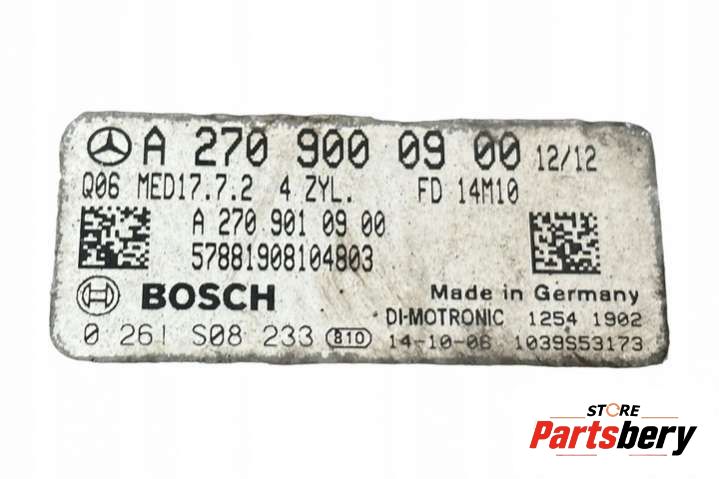 A 270 900 09 00 12/12
Q06 MED17.7.2 4 ZYL. FD 14M10
A 270 901 09 00
57881908104803
BOSCH
Made in Germany
DI-MOTRONIC 1254 1902
0 261 S08 233 810 14-10-06 1039S53173
STORE
Partsbery